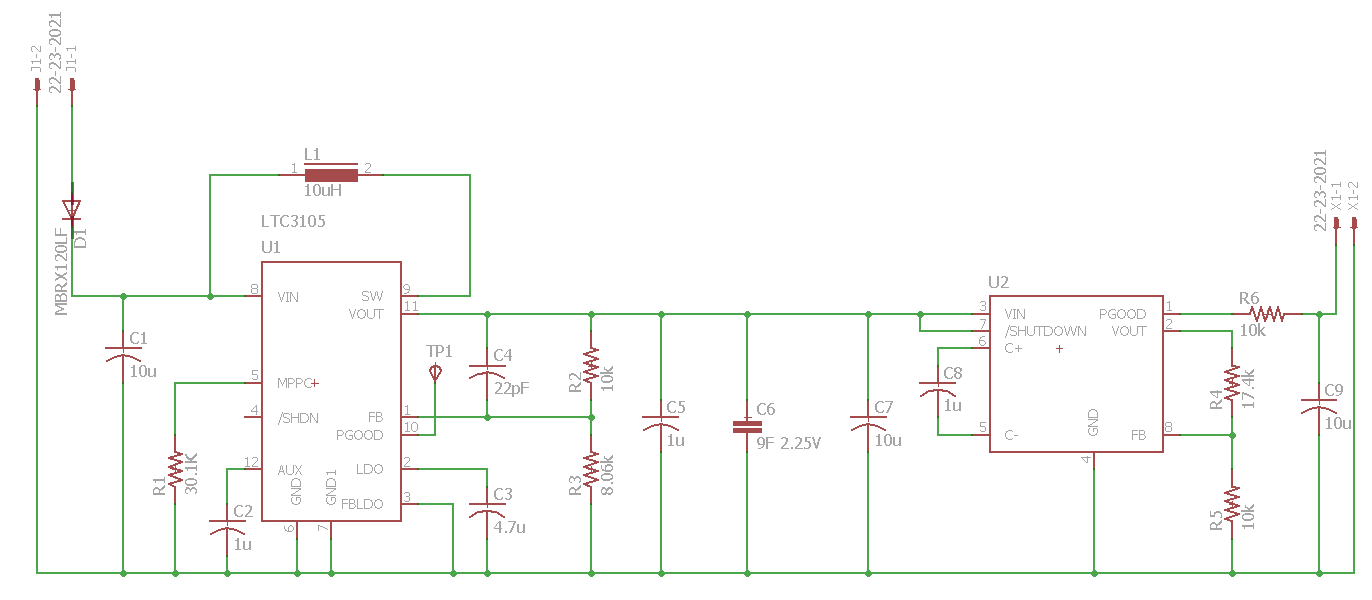 J1-2
22-23-2021
J1-1
MBRX120LF
D1
L1
1
2
10uH
LTC3105
U1
8
VIN
SW
9
VOUT
11
C1
10u
5
MPPC
4
/SHDN
FB
1
PGOOD
10
TP1
12
AUX
LDO
2
GND
GND1
FBLDO
3
6
7
R1
30.1K
C2
1u
C3
4.7u
C4
22pF
R2
10k
R3
8.06k
C5
1u
C6
9F 2.25V
C7
10u
C8
1u
U2
3
VIN
PGOOD
1
7
/SHUTDOWN
VOUT
2
6
C+
GND
5
C-
FB
8
4
R6
10k
R4
17.4k
R5
10k
C9
10u
22-23-2021
X1-1
X1-2